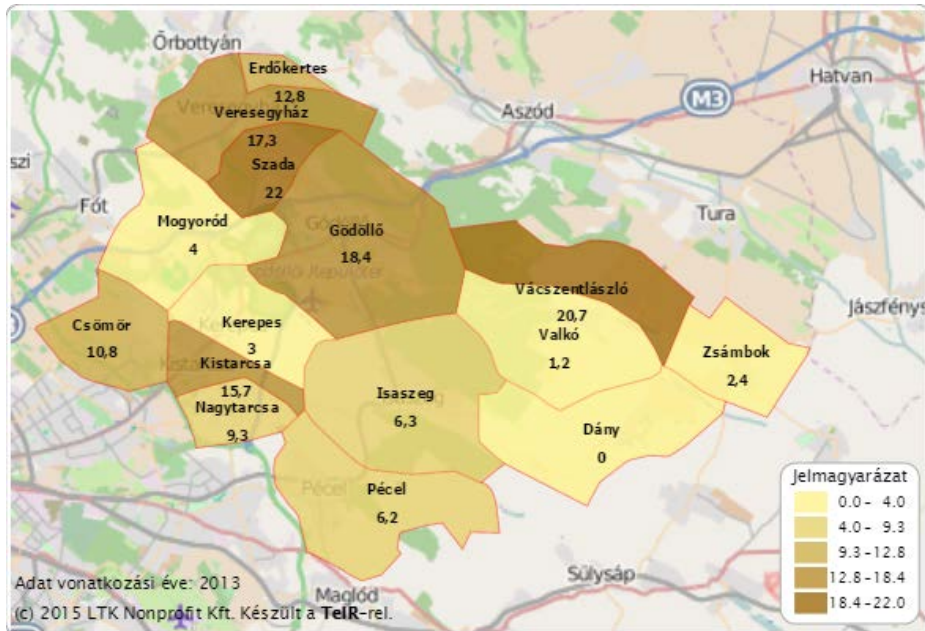 Őrbottyán
Erdőkertes
12,8
Veresegyház
17,3
Szada
22
Hatvan
M3
Aszód
Fót
Mogyoród
4
Gödöllő
18,4
Tura
Vácszentlászló
20,7
Jászfénys
Csömör
10,8
Kerepes
3
Valkó
1,2
Zsámbok
2,4
Kistarcsa
15,7
Nagytarcsa
9,3
Isaszeg
6,3
Dány
0
Pécel
Pécel
6,2
Jelmagyarázat
0.0 - 4.0
4.0 - 9.3
9.3 - 12.8
12.8 - 18.4
18.4 - 22.0
Súlysáp
Maglód
Adat vonatkozási éve: 2013
(c) 2015 LTK Nonprofit Kft. Készült a TeIR-rel.